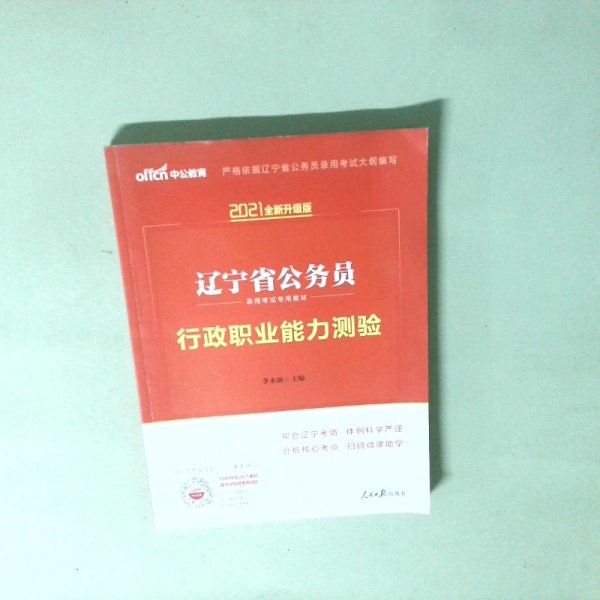 offcn 中公教育
严格依据辽宁省公务员录用考试大纲编写
2021全新升级版
辽宁省公务员
录用考试专用教材
行政职业能力测验
李永新 主编
契合辽宁考情 体例科学严谨
分析核心考点 扫码微课助学
人民日报出版社